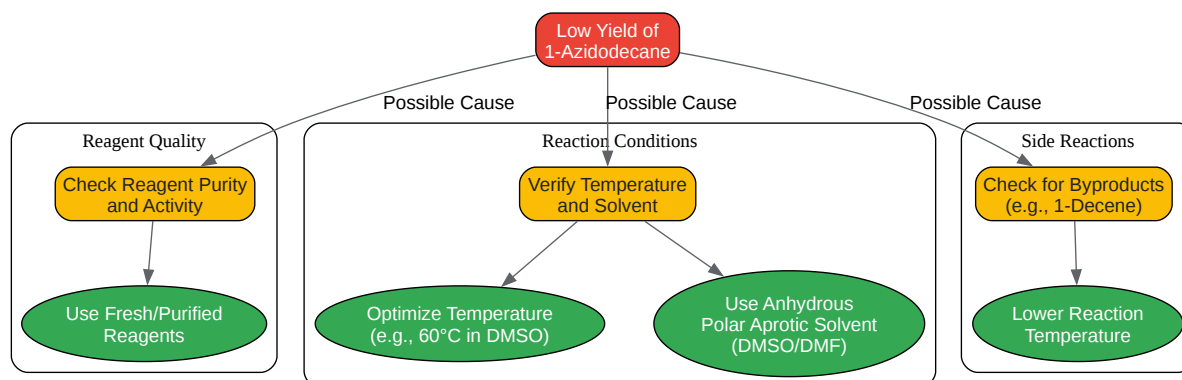 Low Yield of
1-Azidodecane
Possible Cause
Possible Cause
Possible Cause
Reagent Quality
Reaction Conditions
Side Reactions
Check Reagent Purity
and Activity
Verify Temperature
and Solvent
Check for Byproducts
(e.g., 1-Decene)
Use Fresh/Purified
Reagents
Optimize Temperature
(e.g., 60°C in DMSO)
Use Anhydrous
Polar Aprotic Solvent
(DMSO/DMF)
Lower Reaction
Temperature